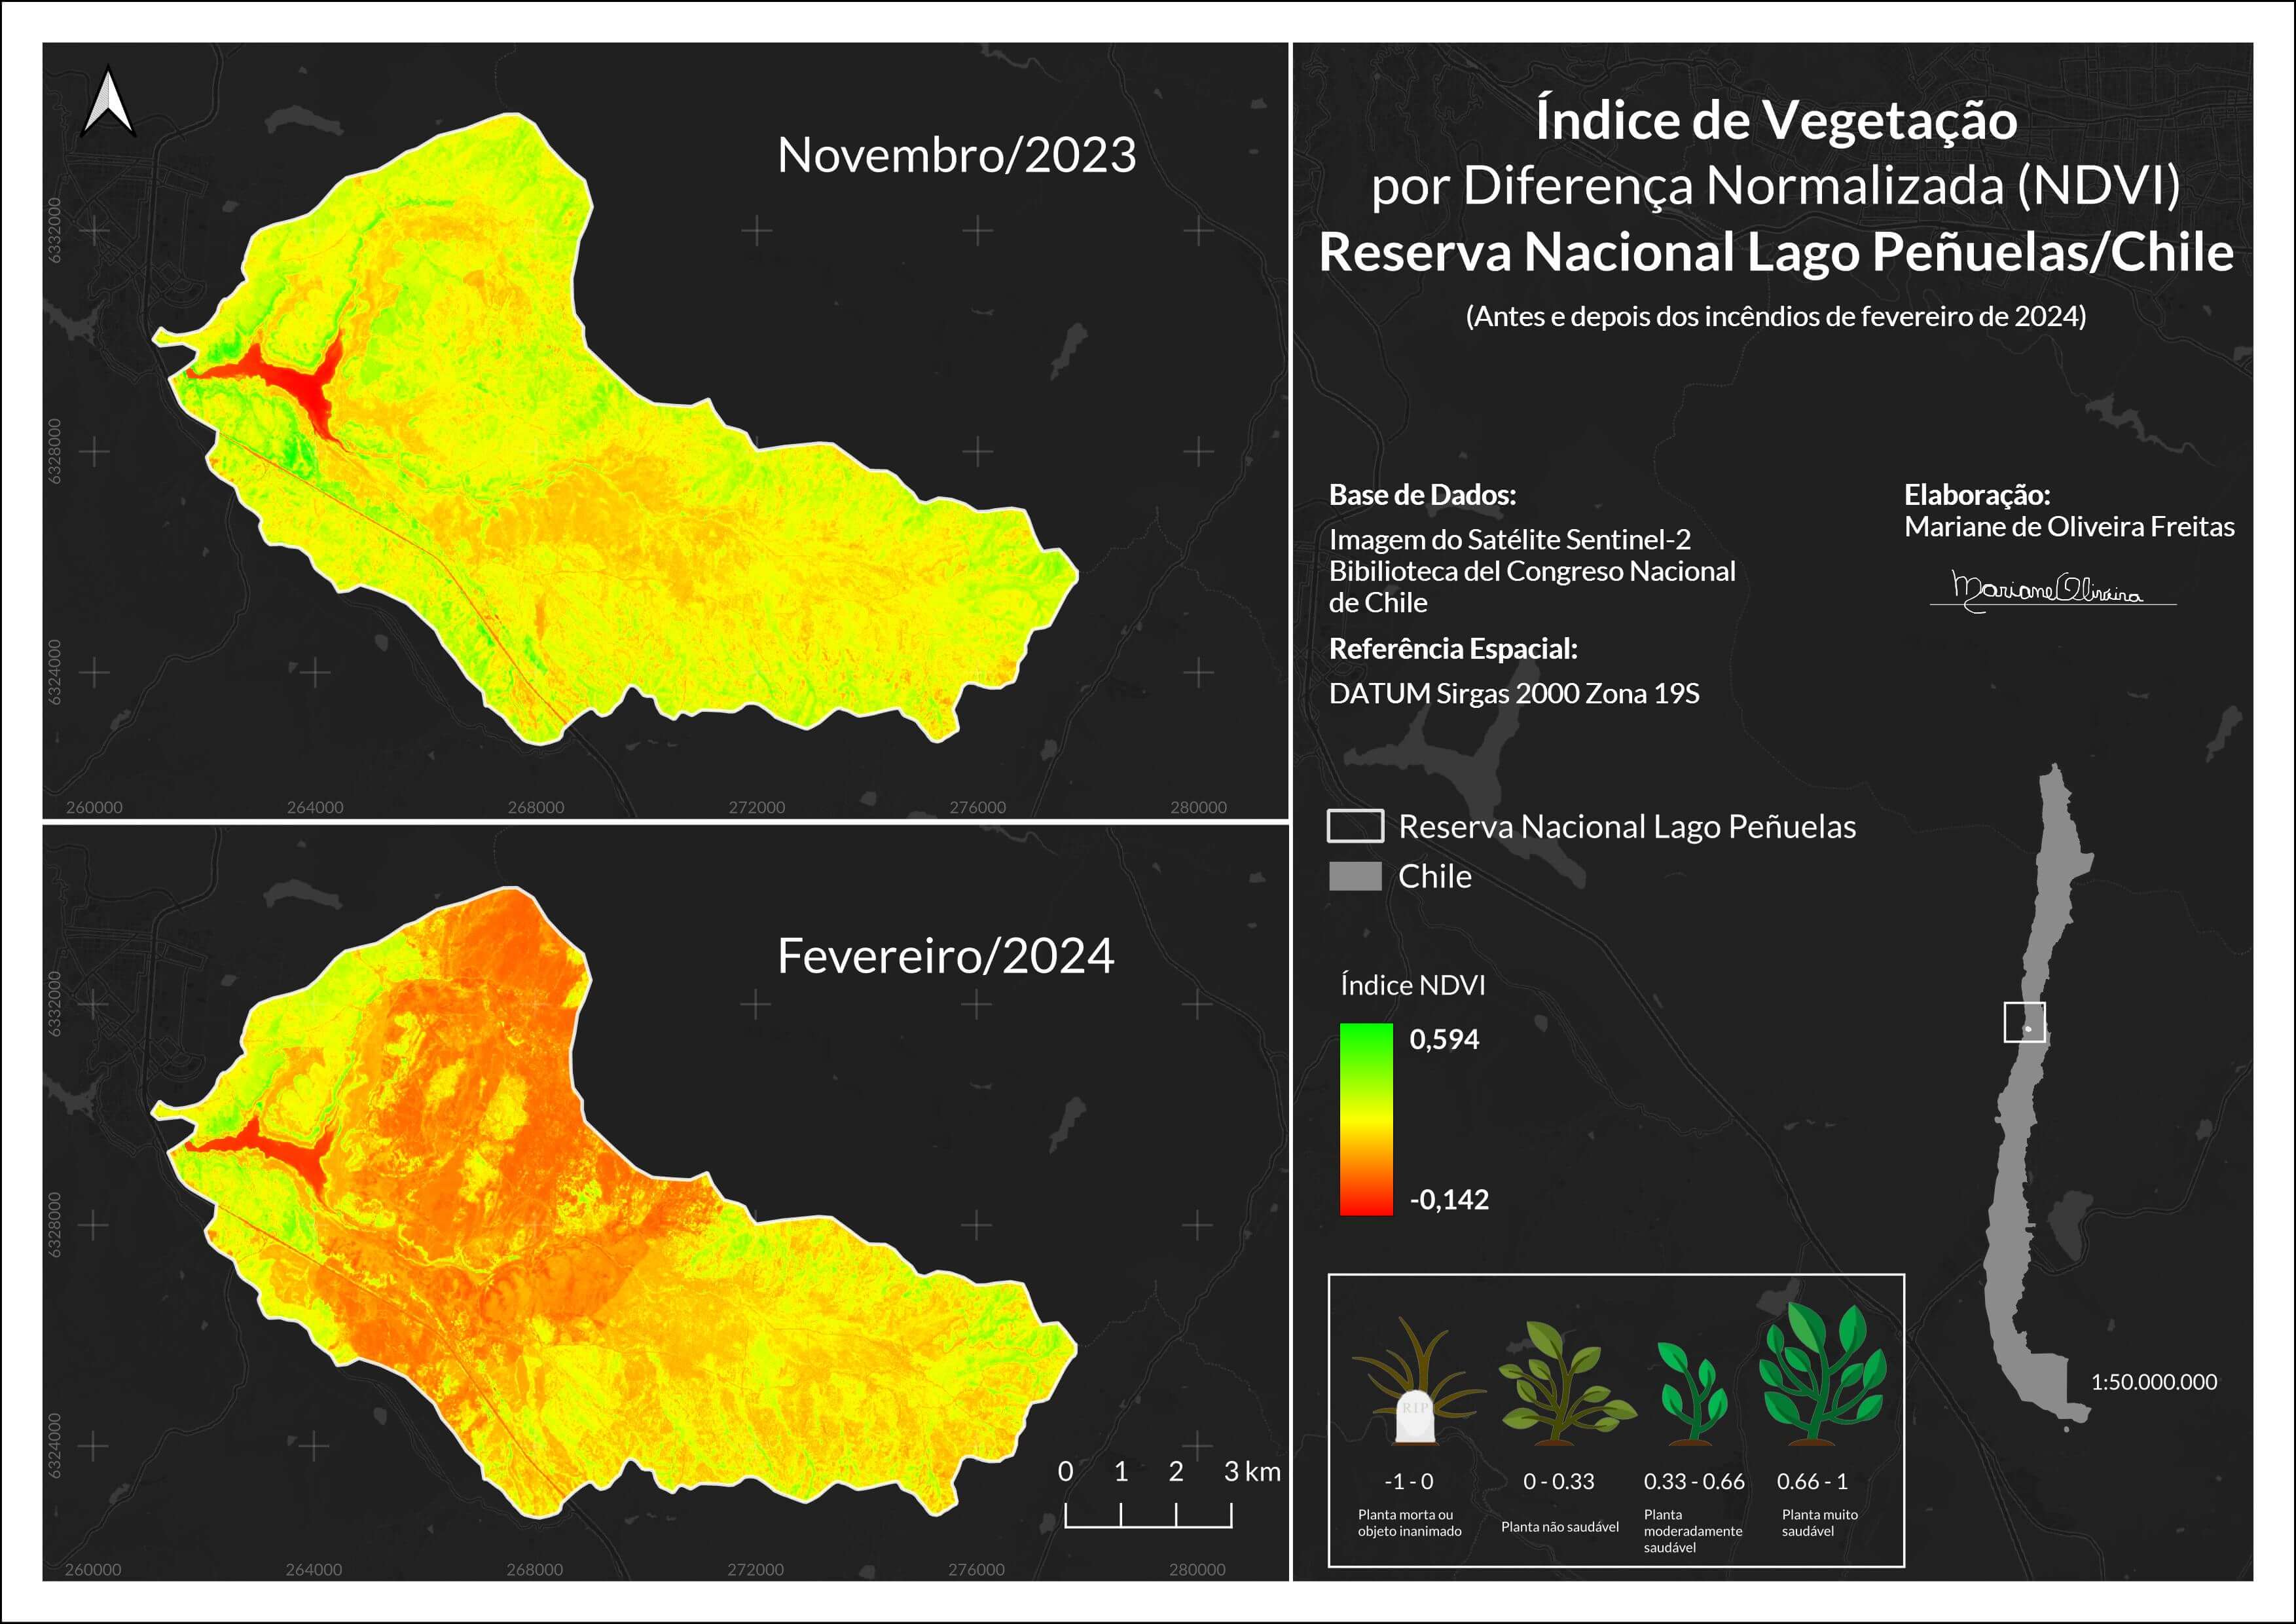 Novembro/2023
6332000
6328000
6324000
260000 264000 268000 272000 276000 280000
Fevereiro/2024
6332000
6328000
6324000
0 1 2 3 km
260000 264000 268000 272000 276000 280000
Índice de Vegetação
por Diferença Normalizada (NDVI)
Reserva Nacional Lago Peñuelas/Chile
(Antes e depois dos incêndios de fevereiro de 2024)
Base de Dados:
Imagem do Satélite Sentinel-2
Bibilioteca del Congreso Nacional
de Chile
Referência Espacial:
DATUM Sirgas 2000 Zona 19S
Elaboração:
Mariane de Oliveira Freitas
Mariane Oliveira
Reserva Nacional Lago Peñuelas
Chile
Índice NDVI
0,594
-0,142
1:50.000.000
RIP
-1 - 0
Planta morta ou
objeto inanimado
0 - 0.33
Planta não saudável
0.33 - 0.66
Planta
moderadamente
saudável
0.66 - 1
Planta muito
saudável